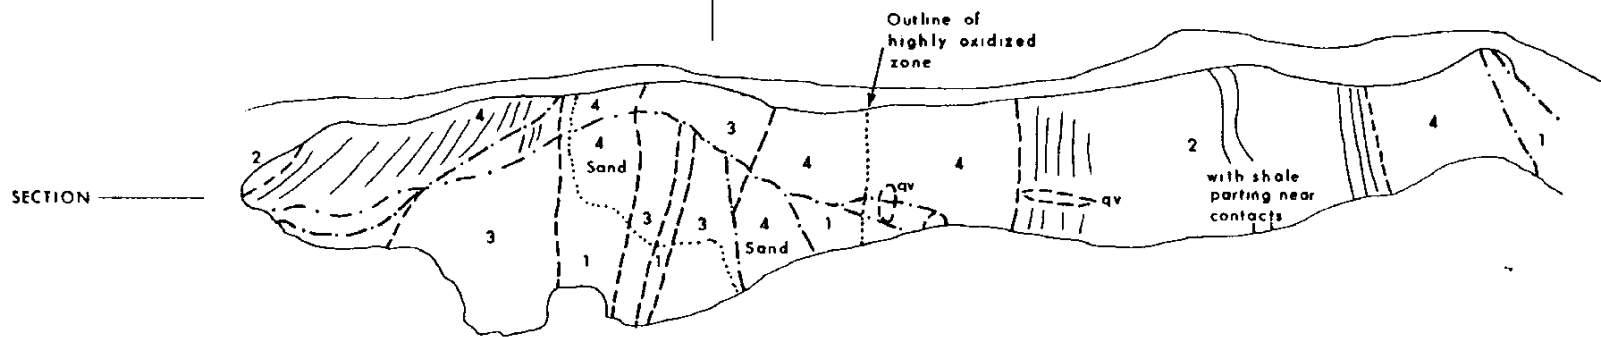 Outline of
highly oxidized
zone
4
4
3
4
1
2
4
2
4
4
Sand
qv
SECTION
with shale
parting near
contacts
qv
3
3
3
4
1
Sand
1
1